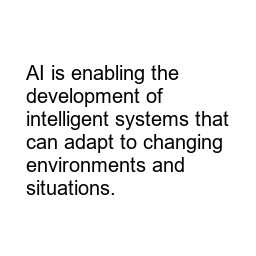 AI is enabling the
development of
intelligent systems that
can adapt to changing
environments and
situations.